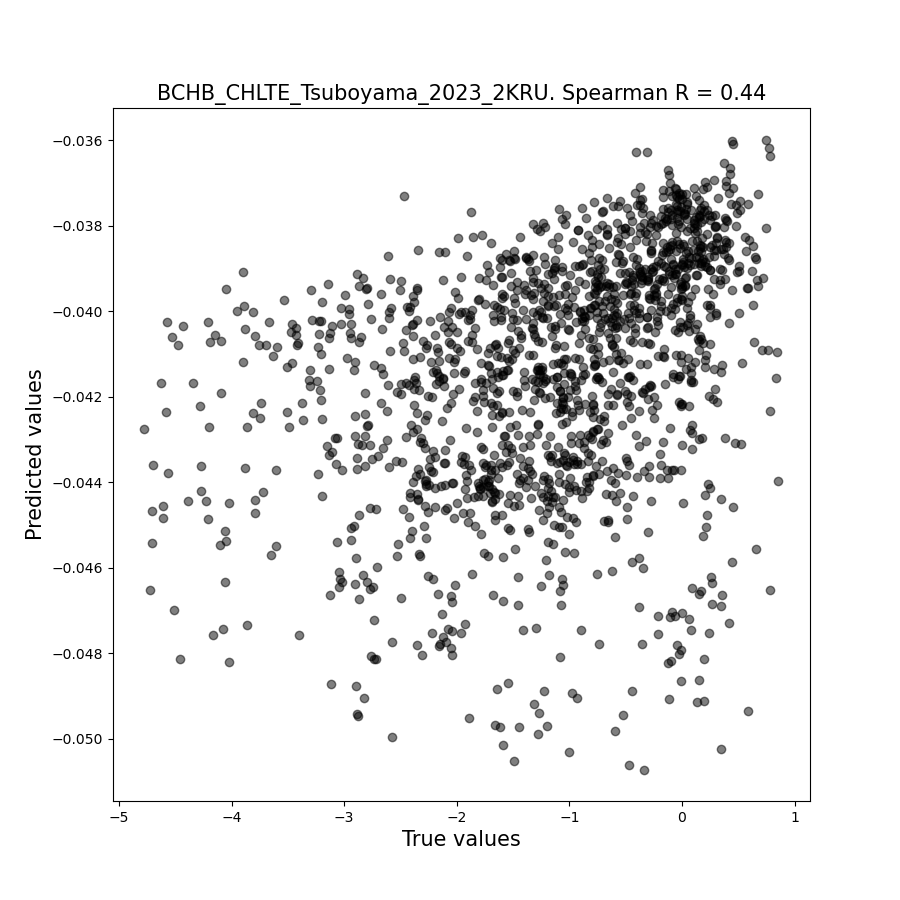 BCHB_CHLTE_Tsuboyama_2023_2KRU. Spearman R = 0.44
Predicted values
−0.036
−0.038
−0.040
−0.042
−0.044
−0.046
−0.048
−0.050
−5 −4 −3 −2 −1 0 1
True values